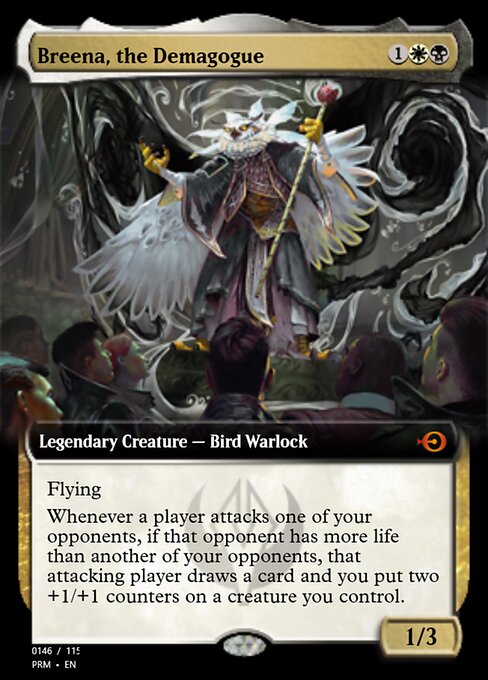 Breena, the Demagogue 1
Legendary Creature — Bird Warlock
Flying
Whenever a player attacks one of your
opponents, if that opponent has more life
than another of your opponents, that
attacking player draws a card and you put two
+1/+1 counters on a creature you control.
1/3
0146 / 115
PRM • EN